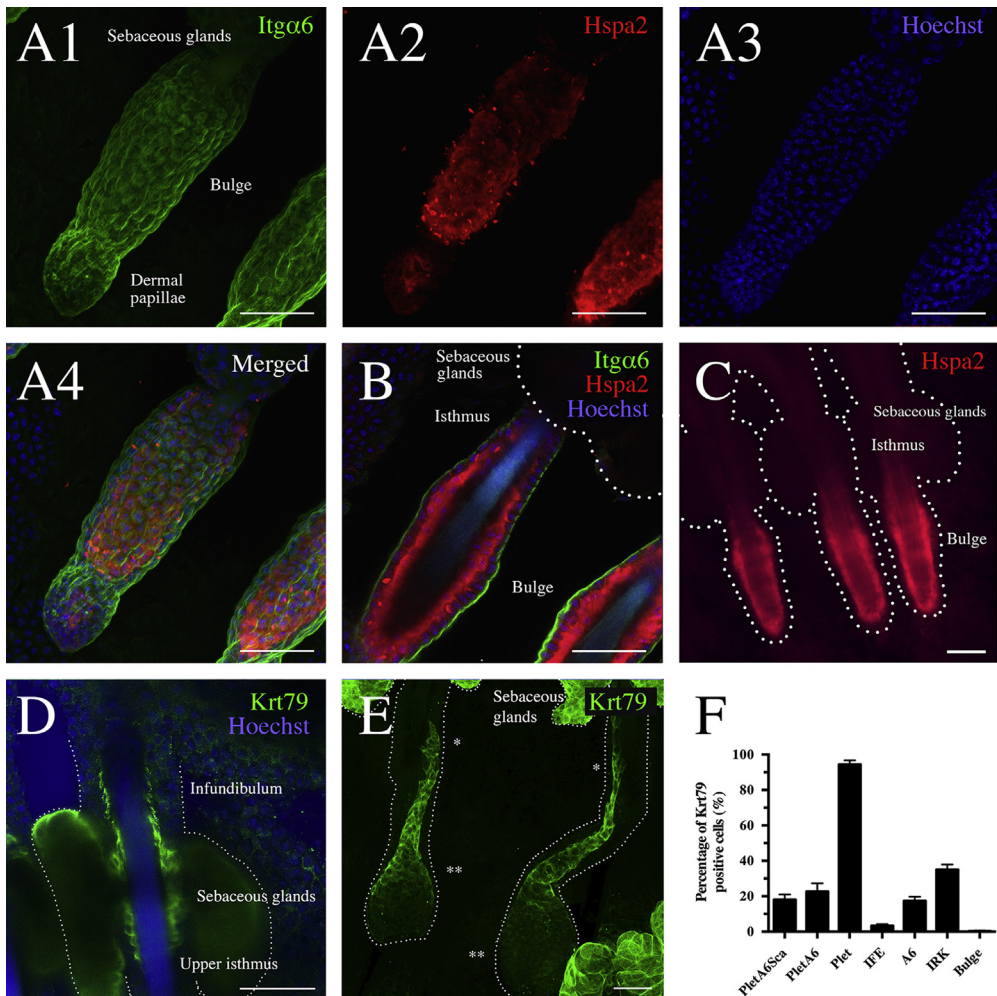 A1
Itgα6
Sebaceous glands
Bulge
Dermal
papillae
A2
Hspa2
A3
Hoechst
A4
Merged
B
Sebaceous
glands
Itgα6
Hspa2
Hoechst
Isthmus
Bulge
C
Hspa2
Sebaceous glands
Isthmus
Bulge
D
Krt79
Hoechst
Infundibulum
Sebaceous glands
Upper isthmus
E
Sebaceous
glands
Krt79
*
*
**
**
F
Percentage of Krt79
positive cells (%)
100
80
60
40
20
0
PletA6Sca
PletA6
Plet
IFE
A6
IRK
Bulge